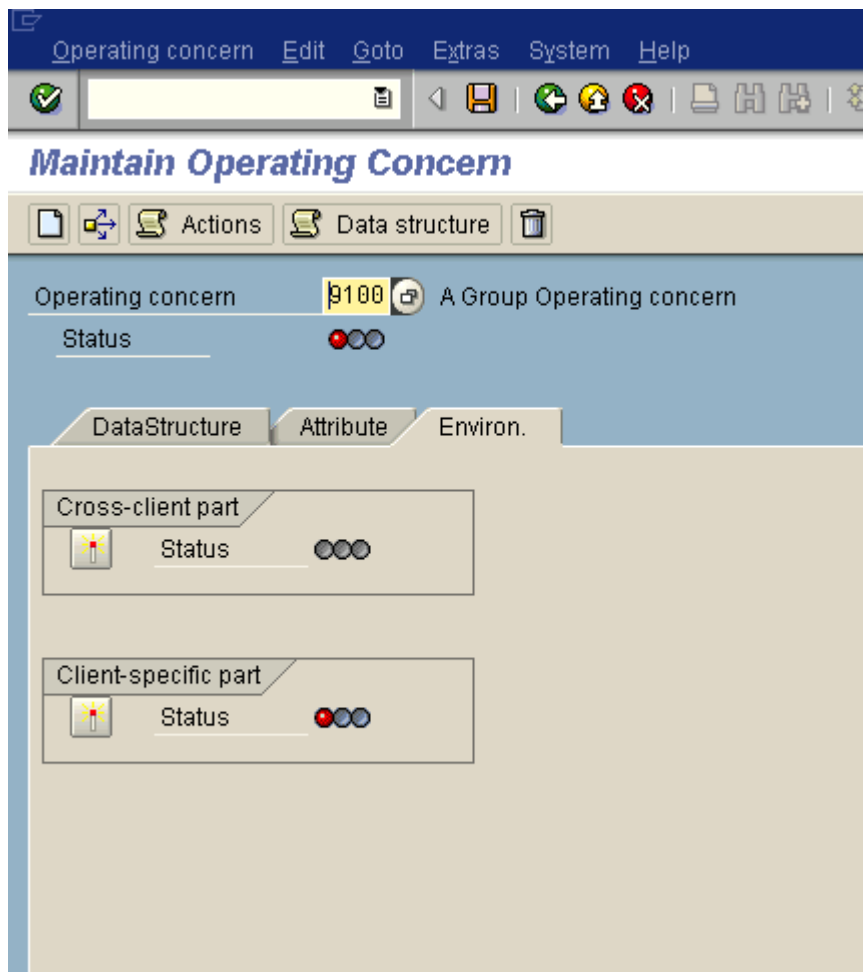 Operating concern Edit Goto Extras System Help
Maintain Operating Concern
Actions Data structure
Operating concern 9100 A Group Operating concern
Status
DataStructure Attribute Environ.
Cross-client part
Status
Client-specific part
Status